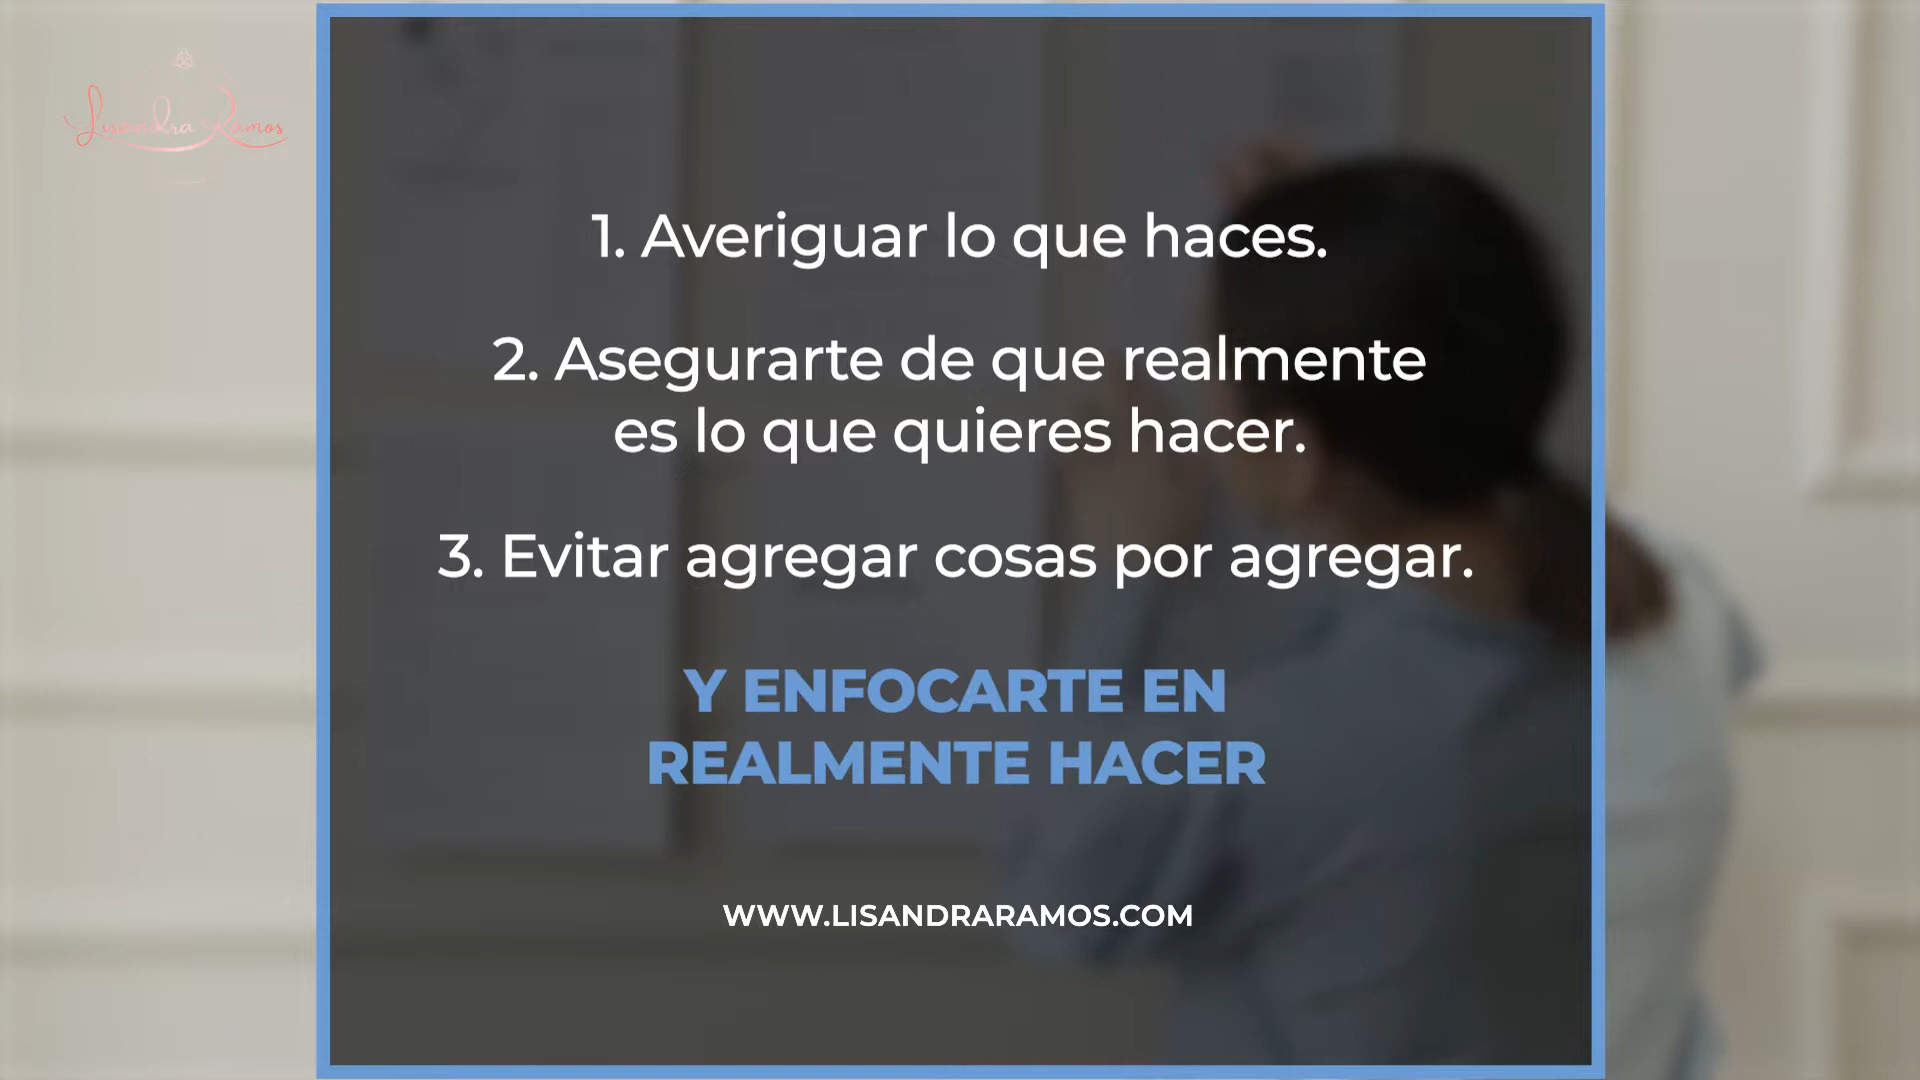 Lisandra Ramos
1. Averiguar lo que haces.
2. Asegurarte de que realmente
es lo que quieres hacer.
3. Evitar agregar cosas por agregar.
Y ENFOCARTE EN
REALMENTE HACER
WWW.LISANDRARAMOS.COM